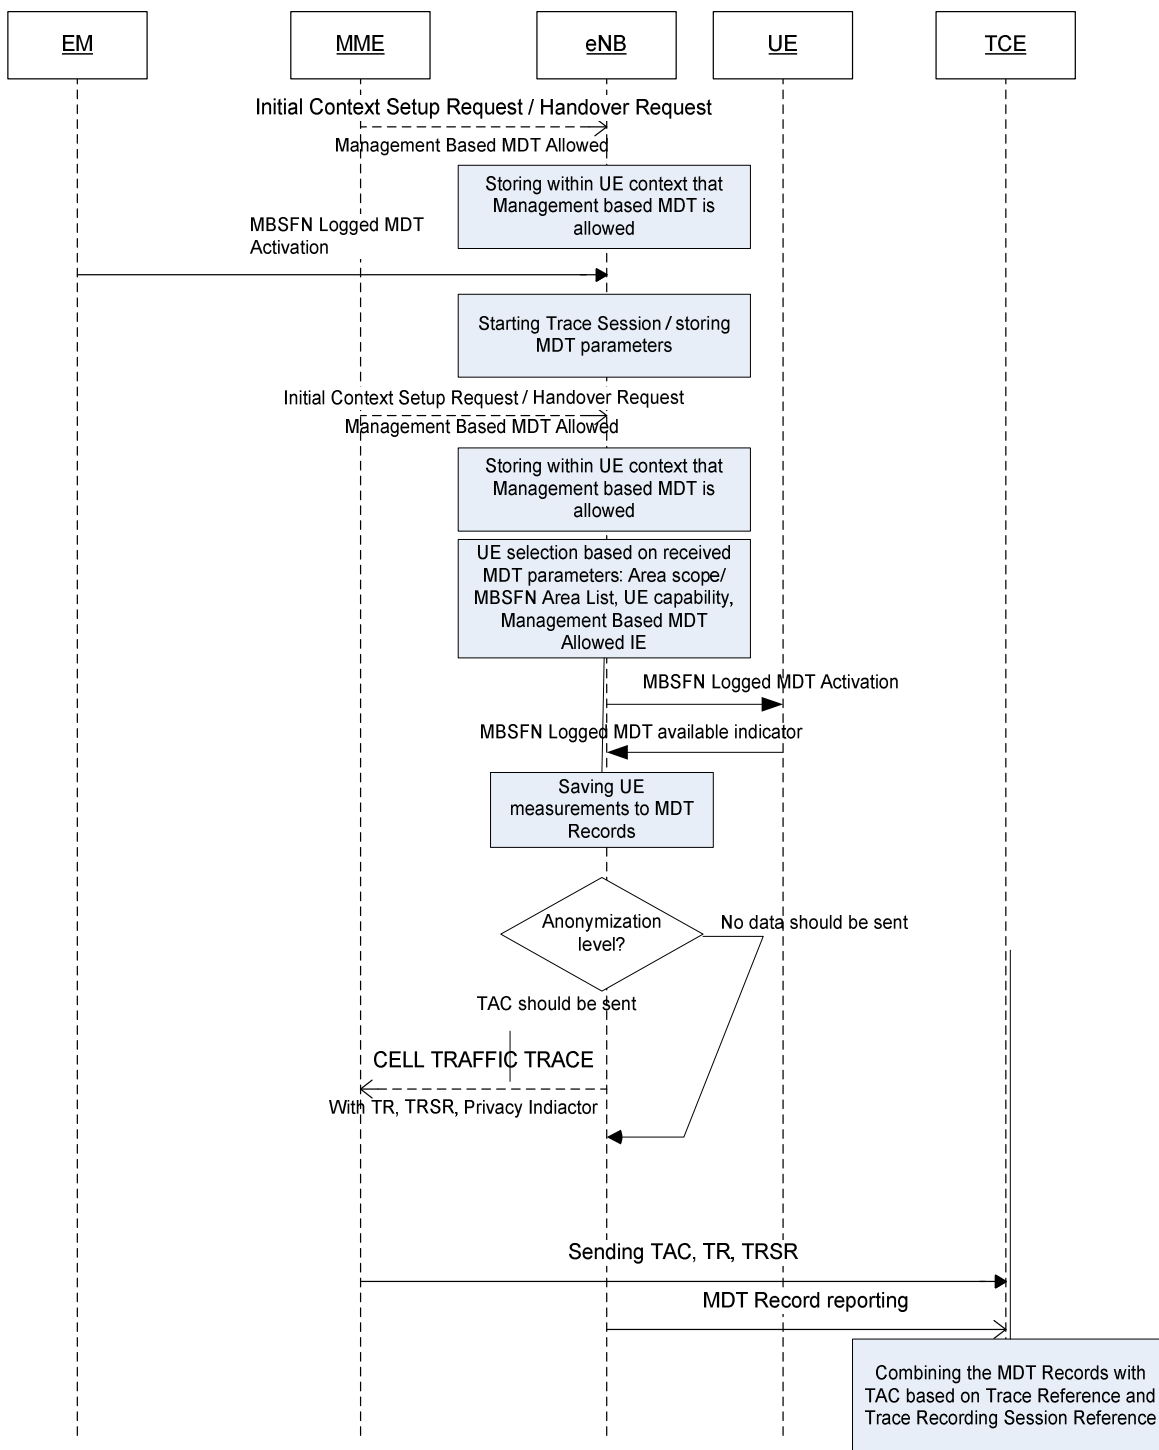 EM
MME
eNB
UE
TCE
Initial Context Setup Request / Handover Request
Management Based MDT Allowed
Storing within UE context that
Management based MDT is
allowed
MBSFN Logged MDT
Activation
Starting Trace Session / storing
MDT parameters
Initial Context Setup Request / Handover Request
Management Based MDT Allowed
Storing within UE context that
Management based MDT is
allowed
UE selection based on received
MDT parameters: Area scope/
MBSFN Area List, UE capability,
Management Based MDT
Allowed IE
MBSFN Logged MDT Activation
MBSFN Logged MDT available indicator
Saving UE
measurements to MDT
Records
Anonymization
level?
No data should be sent
TAC should be sent
CELL TRAFFIC TRACE
With TR, TRSR, Privacy Indiactor
Sending TAC, TR, TRSR
MDT Record reporting
Combining the MDT Records with
TAC based on Trace Reference and
Trace Recording Session Reference